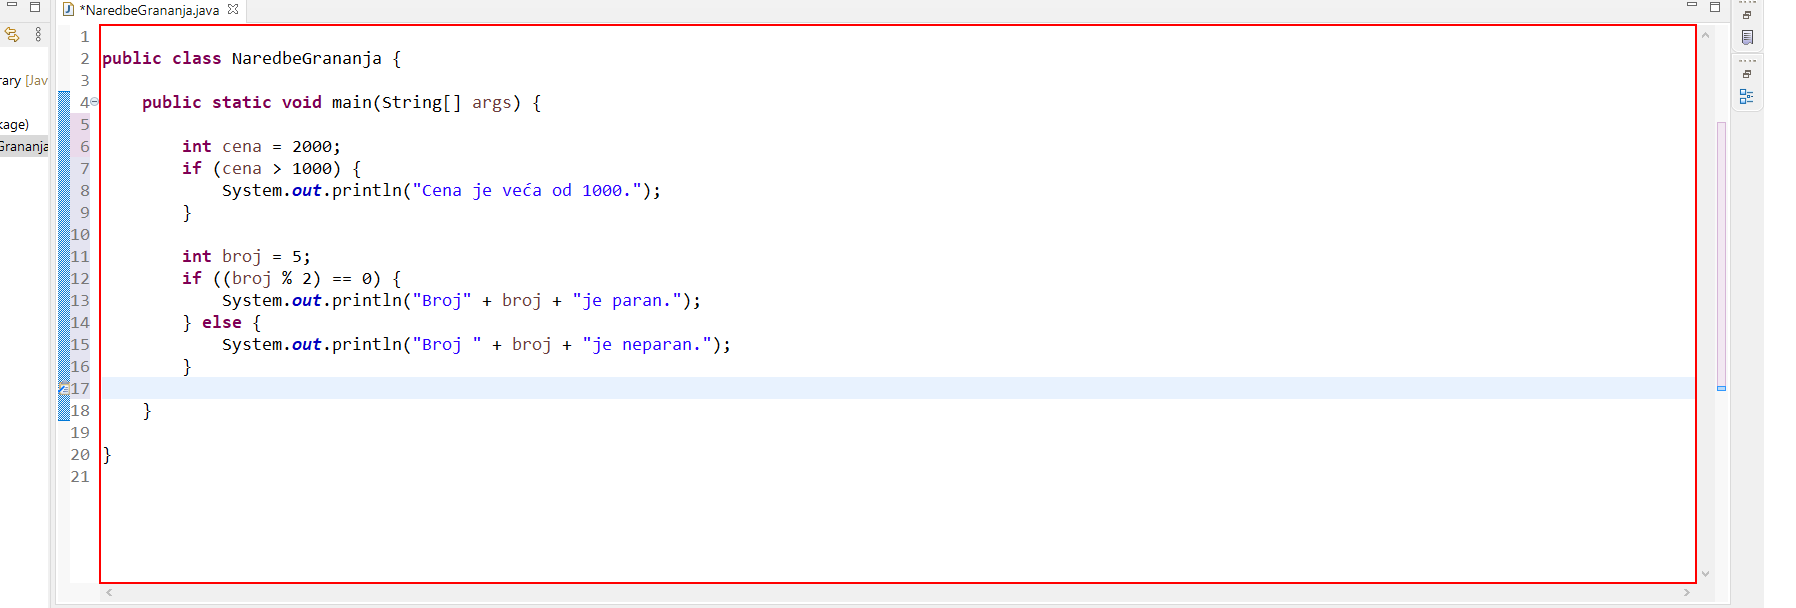 *NaredbeGrananja.java
rary [Jav
kage)
Grananja
1
2 public class NaredbeGrananja {
3
4 public static void main(String[] args) {
5
6 int cena = 2000;
7 if (cena > 1000) {
8 System.out.println("Cena je veća od 1000.");
9 }
10
11 int broj = 5;
12 if ((broj % 2) == 0) {
13 System.out.println("Broj" + broj + "je paran.");
14 } else {
15 System.out.println("Broj " + broj + "je neparan.");
16 }
17
18 }
19
20 }
21